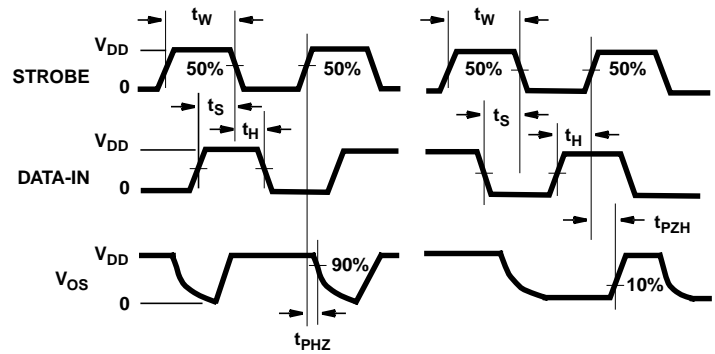 tW tW
VDD
STROBE 50% 50% 50% 50%
0
tS tH tS tH
VDD
DATA-IN
0
tPZH
VDD
VOS 90% 10%
0
tPHZ